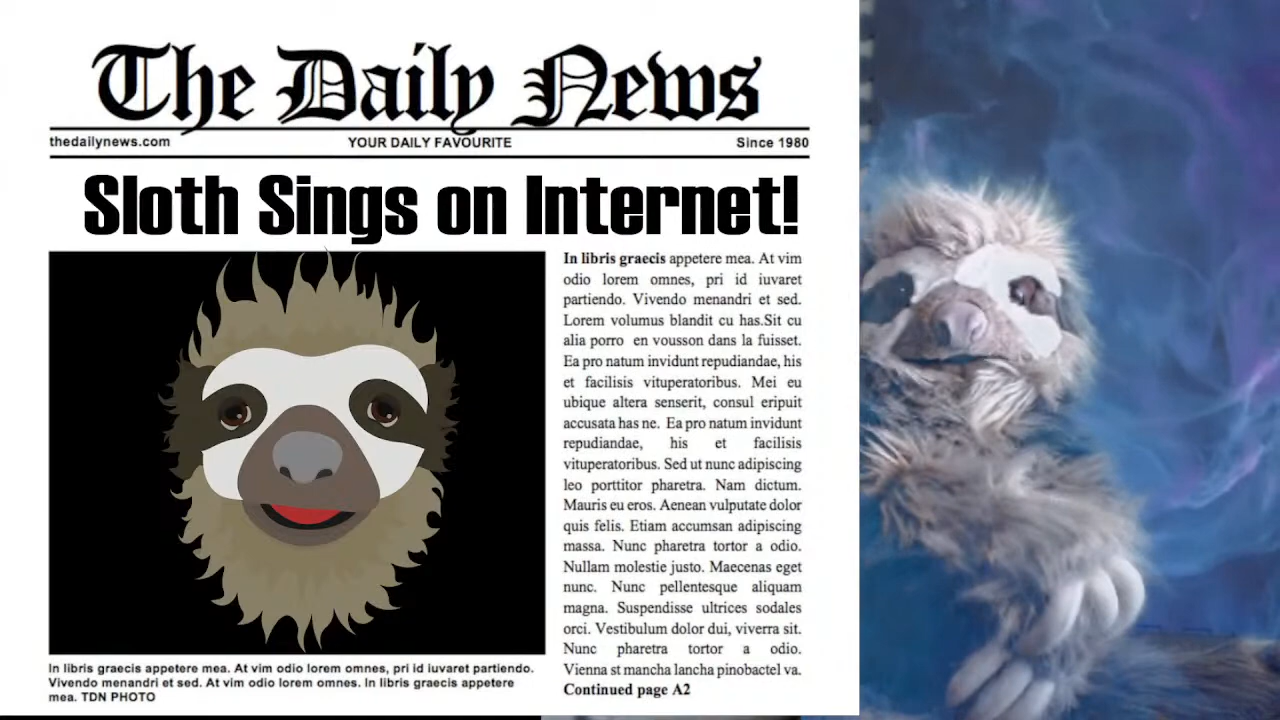 The Daily News
thedailynews.com YOUR DAILY FAVOURITE Since 1980
Sloth Sings on Internet!
In libris graecis appetere mea. At vim
odio lorem omnes, pri id iuvaret
partiendo. Vivendo menandri et sed.
Lorem volumus blandit cu has.Sit cu
alia porro en vousson dans la fuisset.
Ea pro natum invidunt repudiandae, his
et facilisis vituperatoribus. Mei eu
ubique altera senserit, consul eripuit
accusata has ne. Ea pro natum invidunt
repudiandae, his et facilisis
vituperatoribus. Sed ut nunc adipiscing
leo porttitor pharetra. Nam dictum.
Mauris eu eros. Aenean vulputate dolor
quis felis. Etiam accumsan adipiscing
massa. Nunc pharetra tortor a odio.
Nullam molestie justo. Maecenas eget
nunc. Nunc pellentesque aliquam
magna. Suspendisse ultrices sodales
orci. Vestibulum dolor dui, viverra sit.
Nunc pharetra tortor a odio.
Vienna st mancha lancha pinobactel va.
Continued page A2
In libris graecis appetere mea. At vim odio lorem omnes, pri id iuvaret partiendo.
Vivendo menandri et sed. At vim odio lorem omnes. In libris graecis appetere
mea. TDN PHOTO